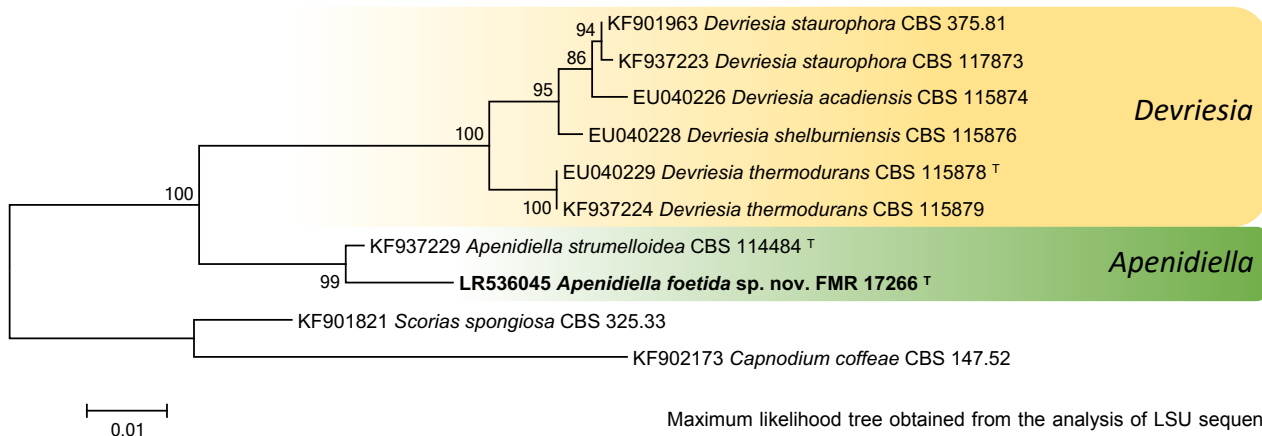 KF901963 Devriesia staurophora CBS 375.81
94
KF937223 Devriesia staurophora CBS 117873
86
EU040226 Devriesia acadiensis CBS 115874
95
Devriesia
EU040228 Devriesia shelburniensis CBS 115876
100
EU040229 Devriesia thermodurans CBS 115878 T
100
KF937224 Devriesia thermodurans CBS 115879
100
KF937229 Apenidiella strumelloidea CBS 114484 T
Apenidiella
99
LR536045 Apenidiella foetida sp. nov. FMR 17266 T
KF901821 Scorias spongiosa CBS 325.33
KF902173 Capnodium coffeae CBS 147.52
0.01
Maximum likelihood tree obtained from the analysis of LSU sequen